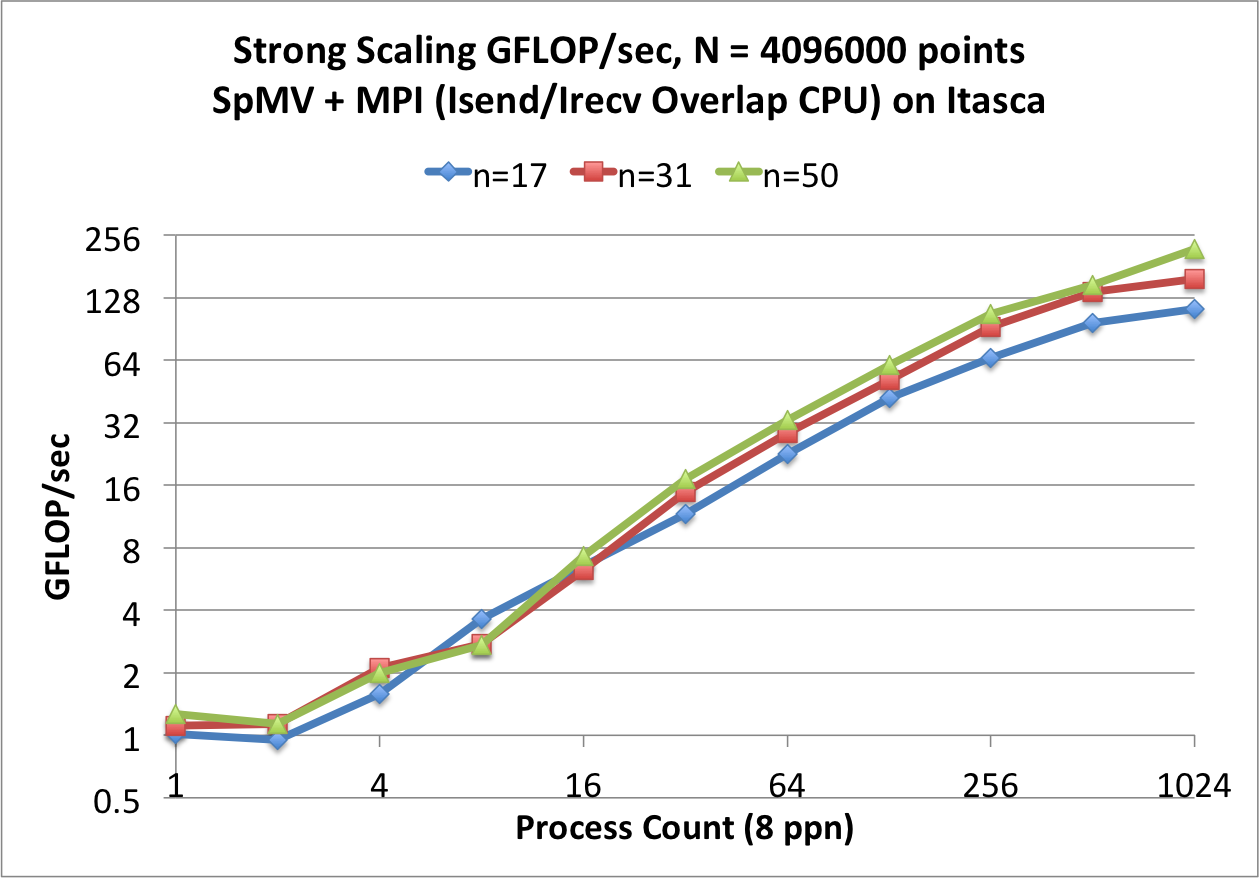 Strong Scaling GFLOP/sec, N = 4096000 points
SpMV + MPI (Isend/Irecv Overlap CPU) on Itasca
n=17 n=31 n=50
256
128
64
32
16
8
4
2
1
0.5
GFLOP/sec
1 4 16 64 256 1024
Process Count (8 ppn)